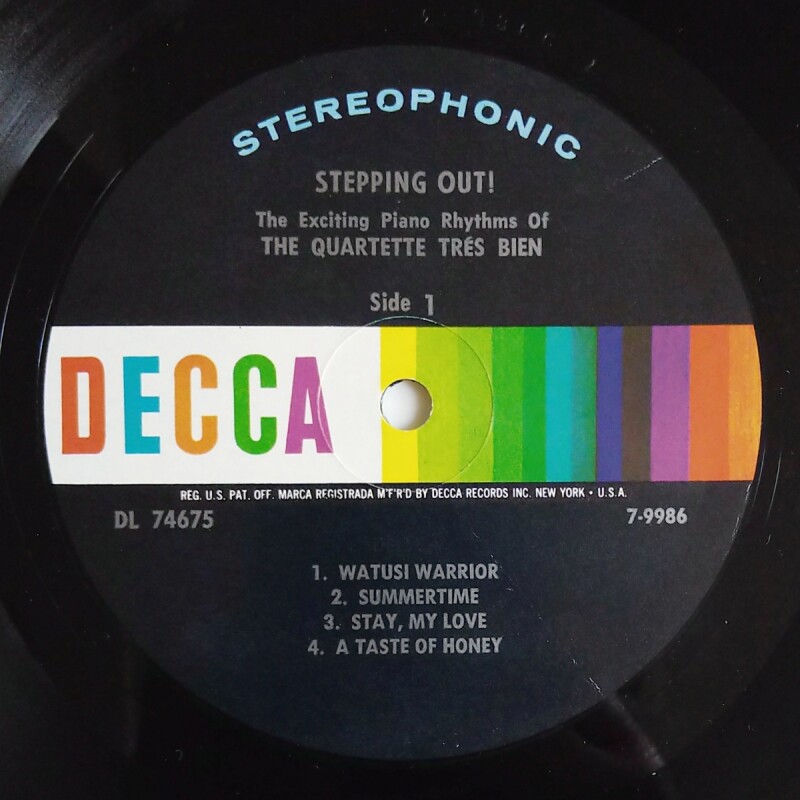 STEREOPHONIC
STEPPING OUT!
The Exciting Piano Rhythms Of
THE QUARTETTE TRÉS BIEN
Side 1
DECCA
REG. U.S. PAT. OFF. MARCA REGISTRADA M'F'R'D BY DECCA RECORDS INC. NEW YORK • U.S.A.
DL 74675
7-9986
1. WATUSI WARRIOR
2. SUMMERTIME
3. STAY, MY LOVE
4. A TASTE OF HONEY